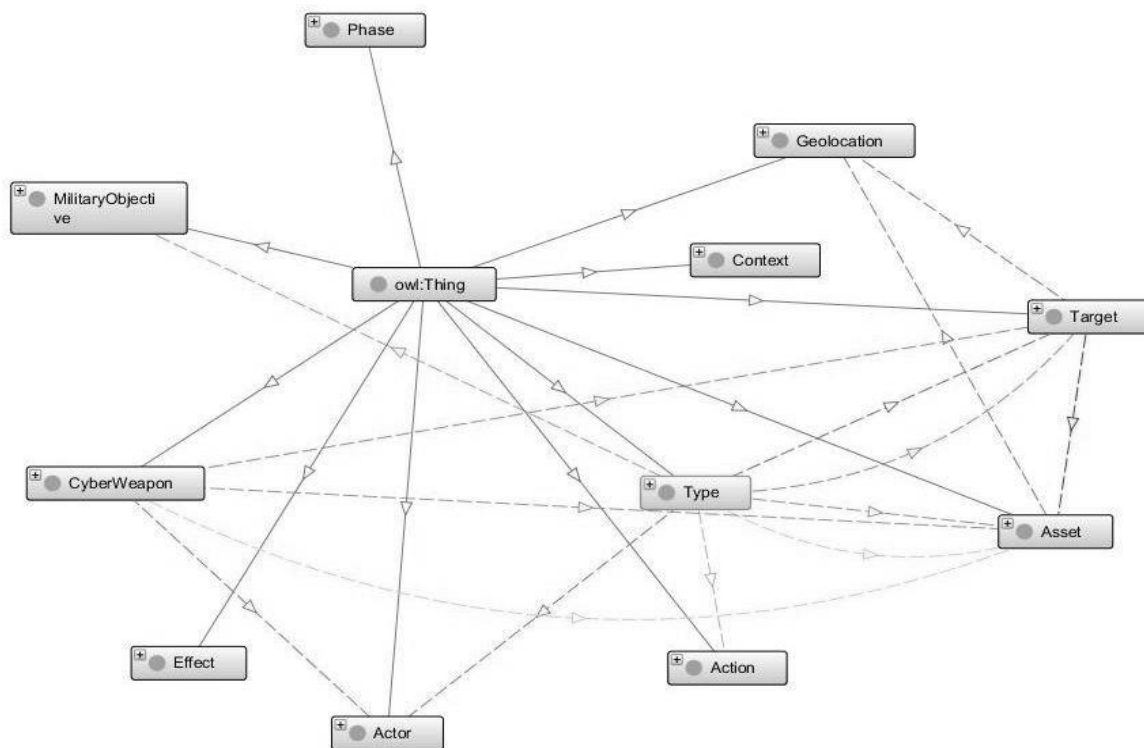 Phase
Geolocation
MilitaryObjecti
ve
Context
owl:Thing
Target
CyberWeapon
Type
Asset
Effect
Action
Actor